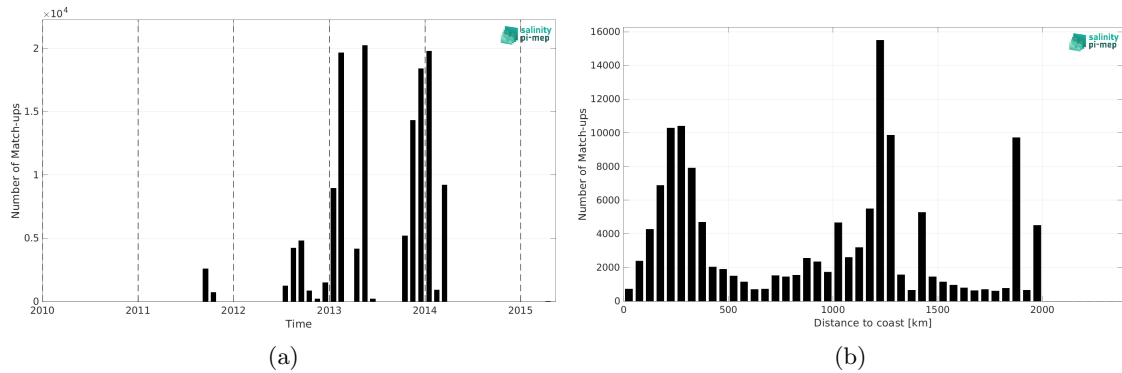 ×10⁴
2
1.5
1
0.5
0
2010 2011 2012 2013 2014 2015
Time
Number of Match-ups
salinity
pi-mep
(a)
16000
14000
12000
10000
8000
6000
4000
2000
0
0 500 1000 1500 2000
Distance to coast [km]
Number of Match-ups
salinity
pi-mep
(b)